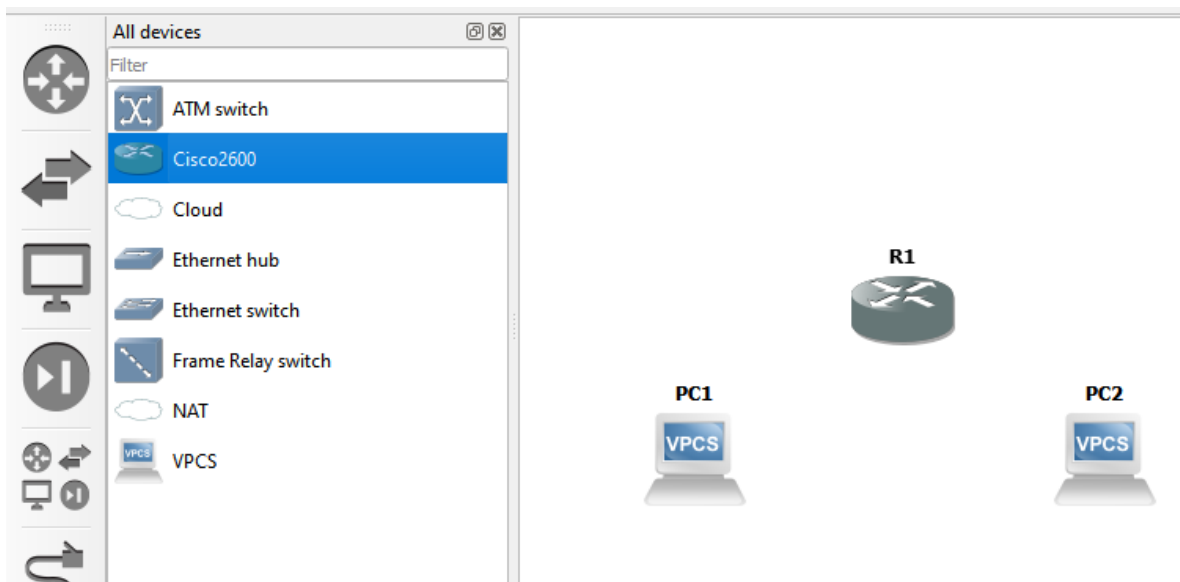 All devices
Filter
ATM switch
Cisco2600
Cloud
Ethernet hub
Ethernet switch
Frame Relay switch
NAT
VPCS
VPCS
R1
PC1
VPCS
PC2
VPCS